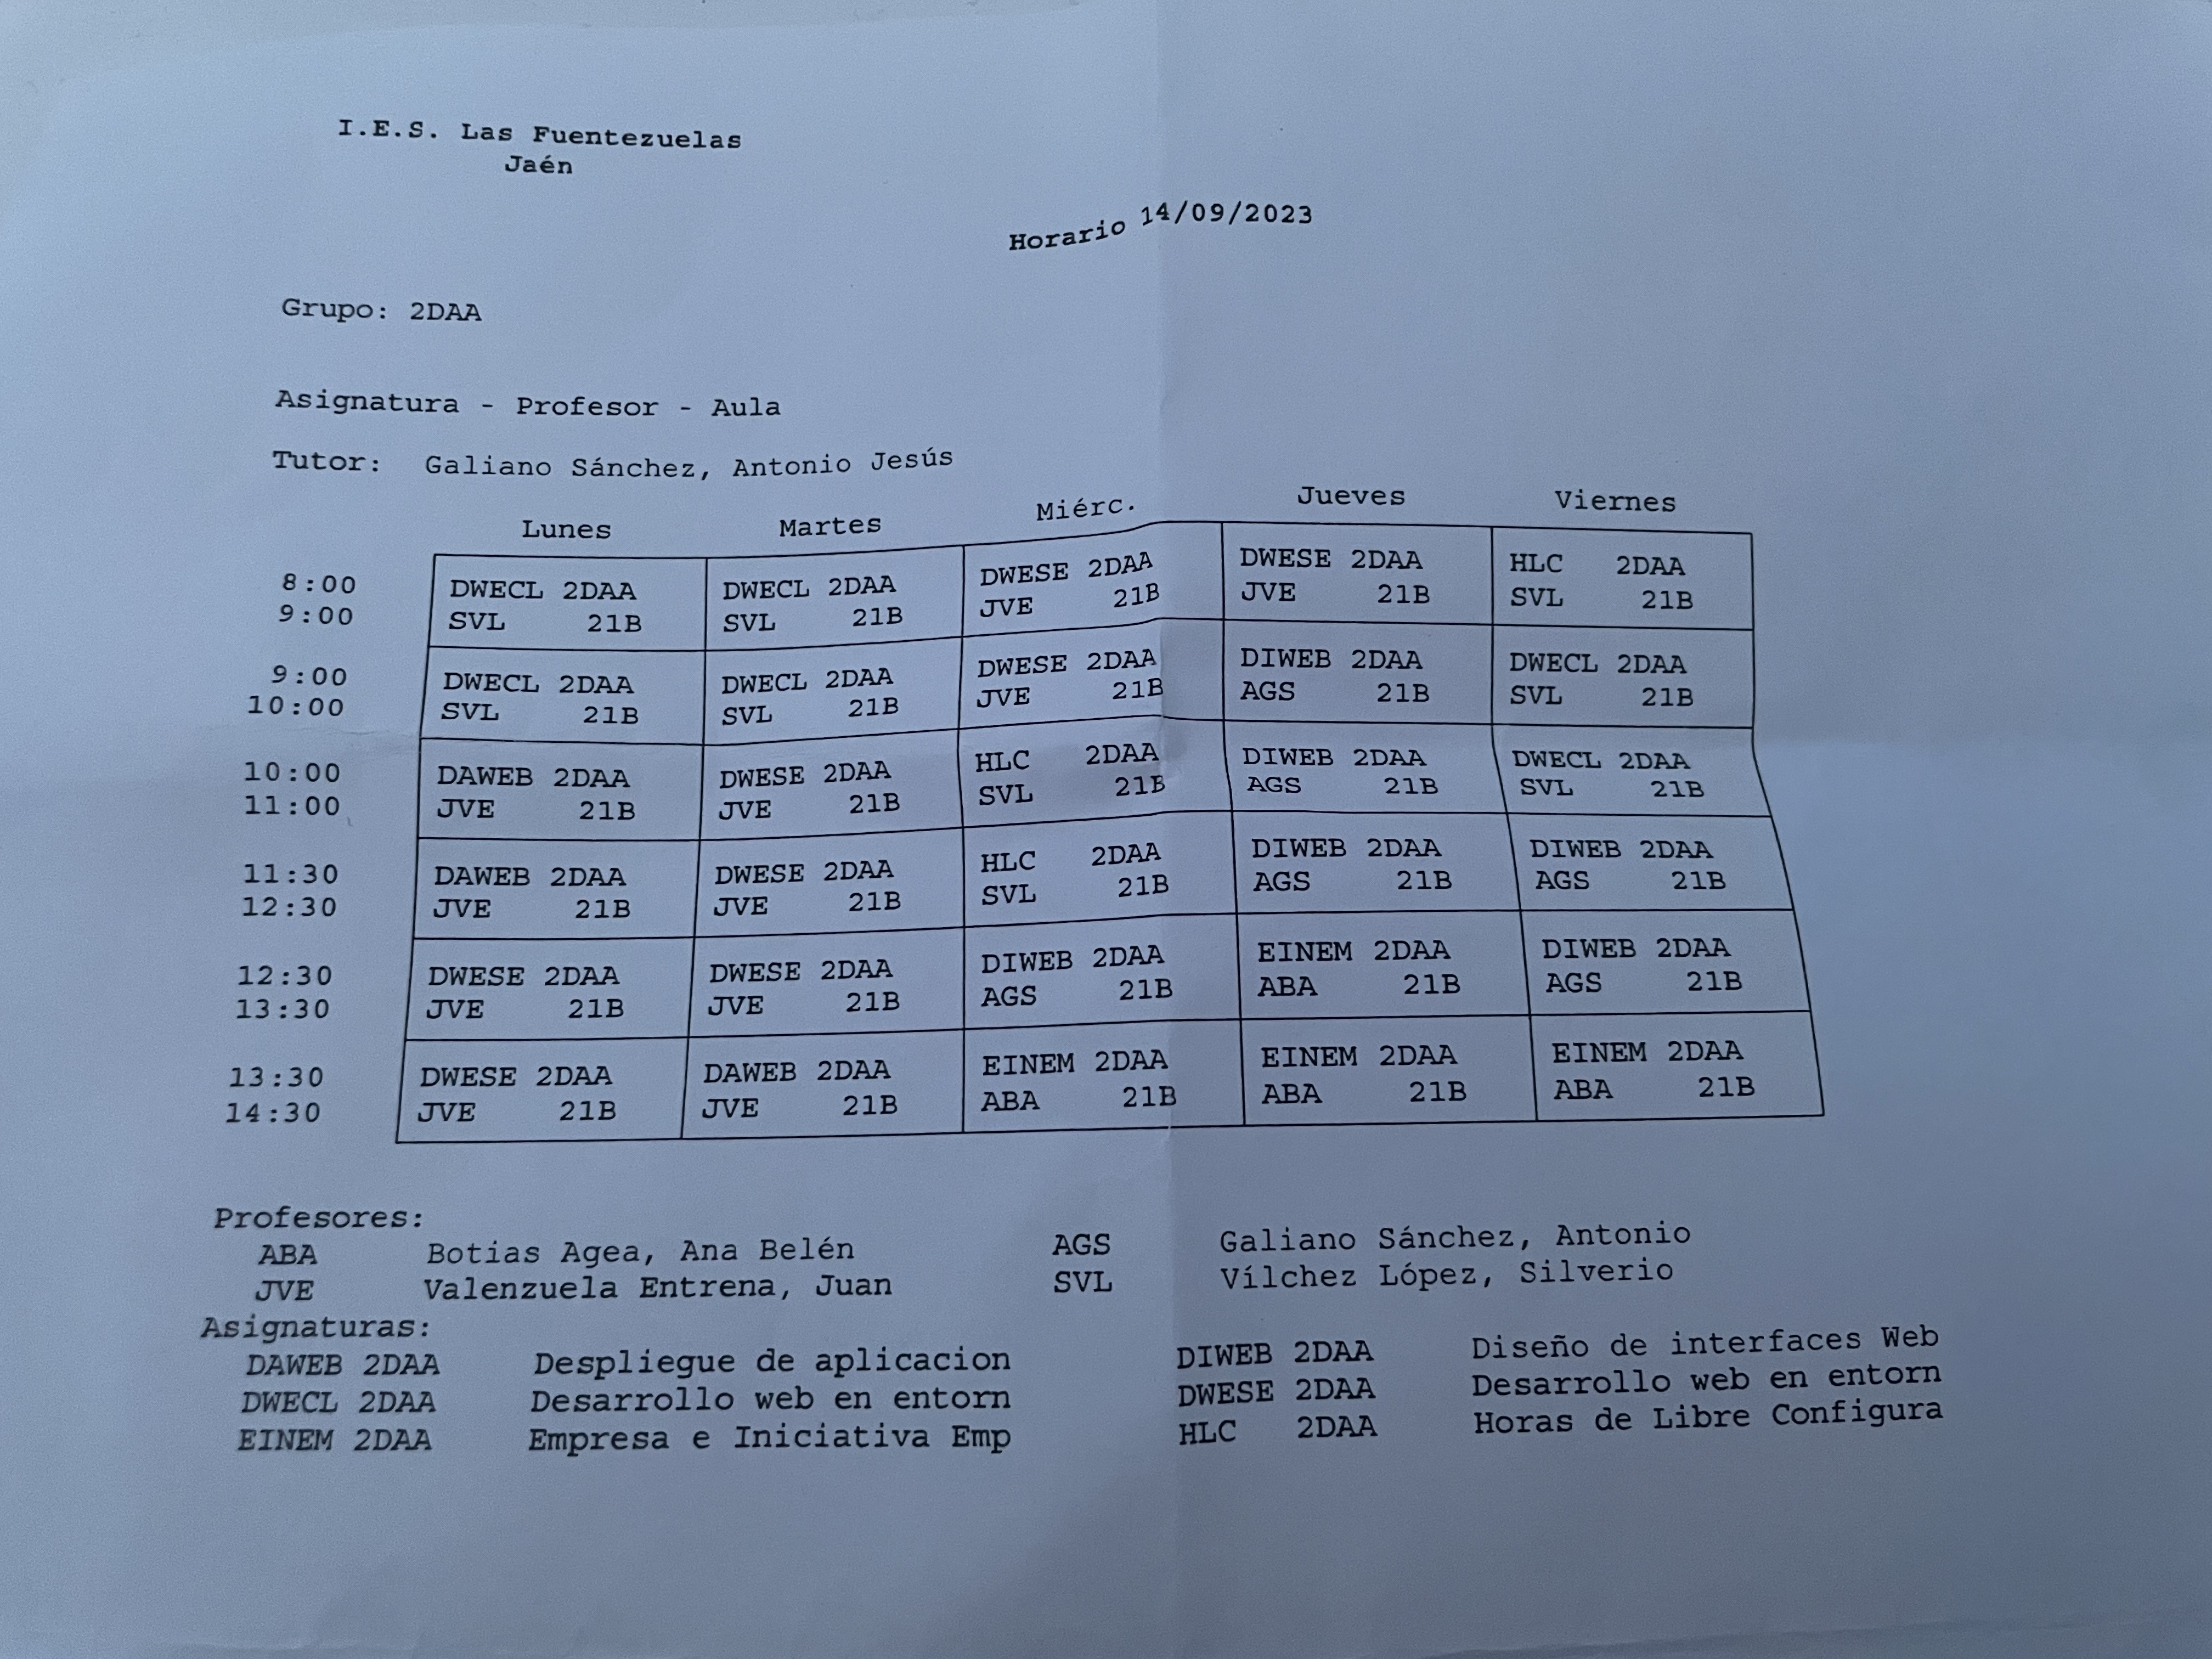 I.E.S. Las Fuentezuelas
Jaén
Horario 14/09/2023
Grupo: 2DAA
Asignatura - Profesor - Aula
Tutor: Galiano Sánchez, Antonio Jesús
Lunes Martes Miérc. Jueves Viernes
8:00 DWECL 2DAA DWECL 2DAA DWESE 2DAA DWESE 2DAA HLC 2DAA
9:00 SVL 21B SVL 21B JVE 21B JVE 21B SVL 21B
9:00 DWECL 2DAA DWECL 2DAA DWESE 2DAA DIWEB 2DAA DWECL 2DAA
10:00 SVL 21B SVL 21B JVE 21B AGS 21B SVL 21B
10:00 DAWEB 2DAA DWESE 2DAA HLC 2DAA DIWEB 2DAA DWECL 2DAA
11:00 JVE 21B JVE 21B SVL 21B AGS 21B SVL 21B
11:30 DAWEB 2DAA DWESE 2DAA HLC 2DAA DIWEB 2DAA DIWEB 2DAA
12:30 JVE 21B JVE 21B SVL 21B AGS 21B AGS 21B
12:30 DWESE 2DAA DWESE 2DAA DIWEB 2DAA EINEM 2DAA DIWEB 2DAA
13:30 JVE 21B JVE 21B AGS 21B ABA 21B AGS 21B
13:30 DWESE 2DAA DAWEB 2DAA EINEM 2DAA EINEM 2DAA EINEM 2DAA
14:30 JVE 21B JVE 21B ABA 21B ABA 21B ABA 21B
Profesores:
ABA Botias Agea, Ana Belén AGS Galiano Sánchez, Antonio
JVE Valenzuela Entrena, Juan SVL Vílchez López, Silverio
Asignaturas:
DAWEB 2DAA Despliegue de aplicacion DIWEB 2DAA Diseño de interfaces Web
DWECL 2DAA Desarrollo web en entorn DWESE 2DAA Desarrollo web en entorn
EINEM 2DAA Empresa e Iniciativa Emp HLC 2DAA Horas de Libre Configura